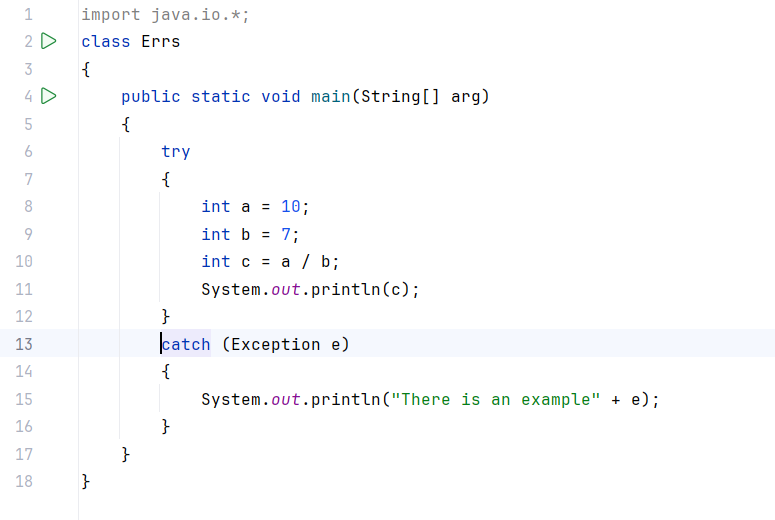 1 import java.io.*;
2 class Errs
3 {
4     public static void main(String[] arg)
5     {
6         try
7         {
8             int a = 10;
9             int b = 7;
10             int c = a / b;
11             System.out.println(c);
12         }
13         catch (Exception e)
14         {
15             System.out.println("There is an example" + e);
16         }
17     }
18 }